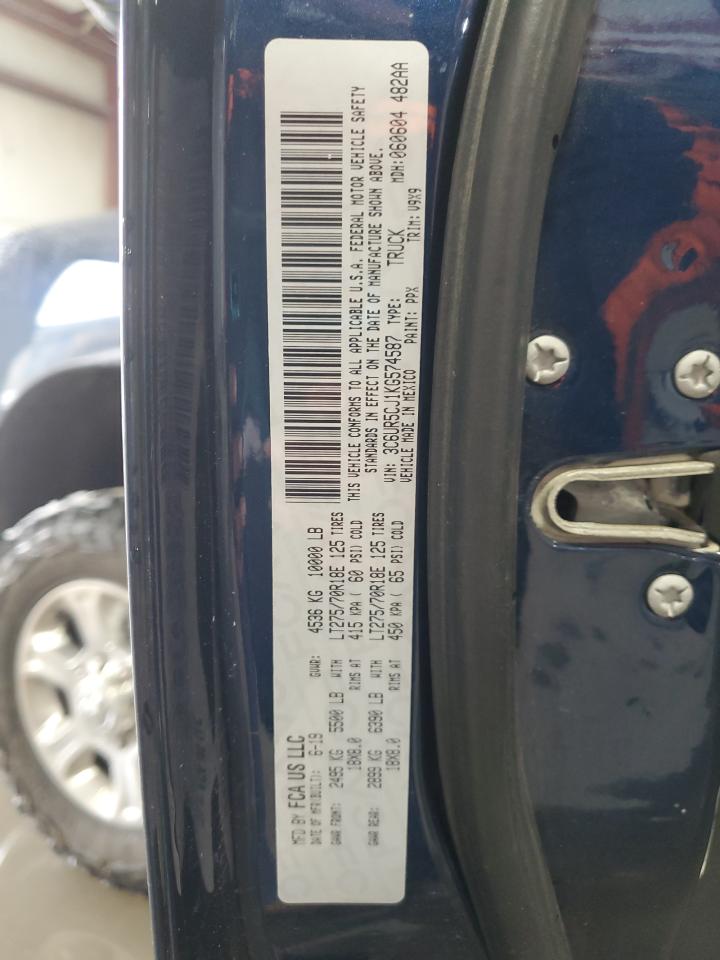 MFD BY FCA US LLC
DATE OF MFR(BUILT): 6-19 GVWR: 4536 KG 10000 LB
GAWR FRONT: 2495 KG 5500 LB WITH LT275/70R18E 125 TIRES
18X8.0 RIMS AT 415 KPA ( 60 PSI) COLD
GAWR REAR: 2899 KG 6390 LB WITH LT275/70R18E 125 TIRES
18X8.0 RIMS AT 450 KPA ( 65 PSI) COLD
THIS VEHICLE CONFORMS TO ALL APPLICABLE U.S.A. FEDERAL MOTOR VEHICLE SAFETY
STANDARDS IN EFFECT ON THE DATE OF MANUFACTURE SHOWN ABOVE.
VIN: 3C6UR5CJ1KG574587 TYPE: TRUCK MDH:060604 482AA
VEHICLE MADE IN MEXICO PAINT: PPX TRIM: V9X9